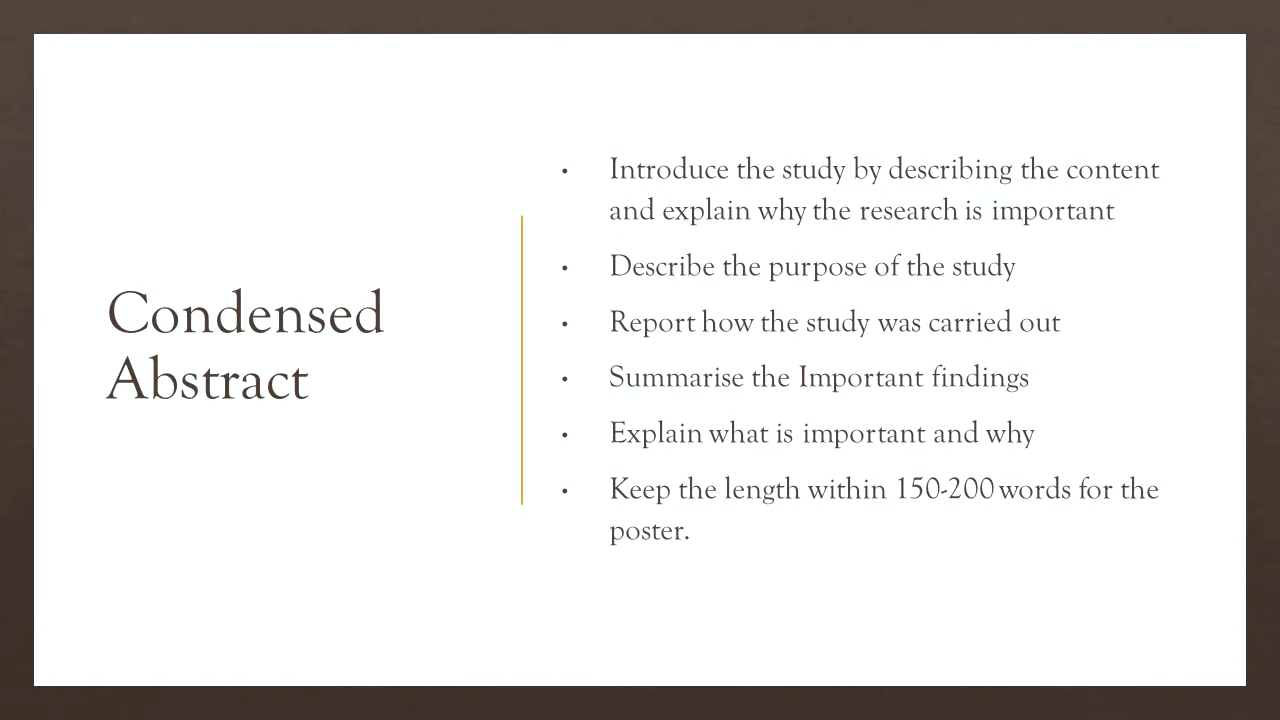 Condensed
Abstract
• Introduce the study by describing the content
and explain why the research is important
• Describe the purpose of the study
• Report how the study was carried out
• Summarise the Important findings
• Explain what is important and why
• Keep the length within 150-200 words for the
poster.